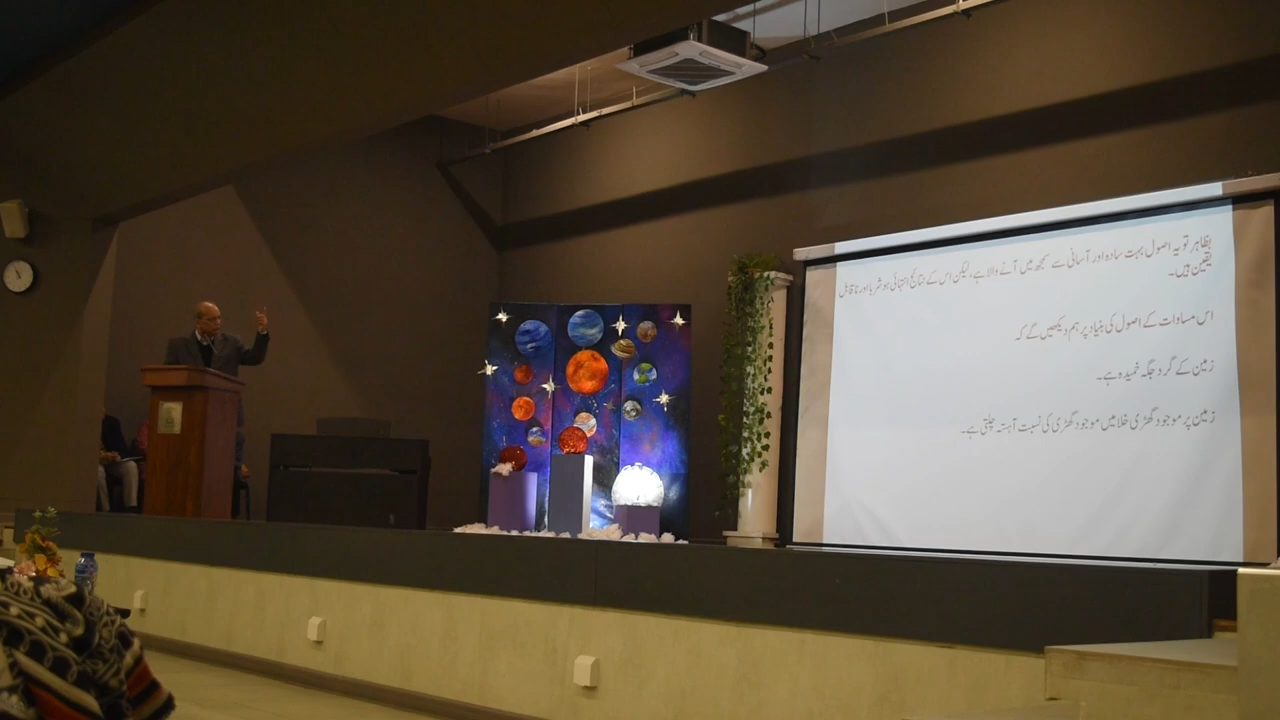 بظاہر تو یہ اصول بہت سادہ اور آسانی سے سمجھ میں آنے والا ہے، لیکن اس کے نتائج انتہائی ہوشربا اور ناقابل
یقین ہیں۔
اس مساوات کے اصول کی بنیاد پر ہم دیکھیں گے کہ
زمین کے گرد جگہ خمیدہ ہے۔
زمین پر موجود گھڑی خلا میں موجود گھڑی کی نسبت آہستہ چلتی ہے۔